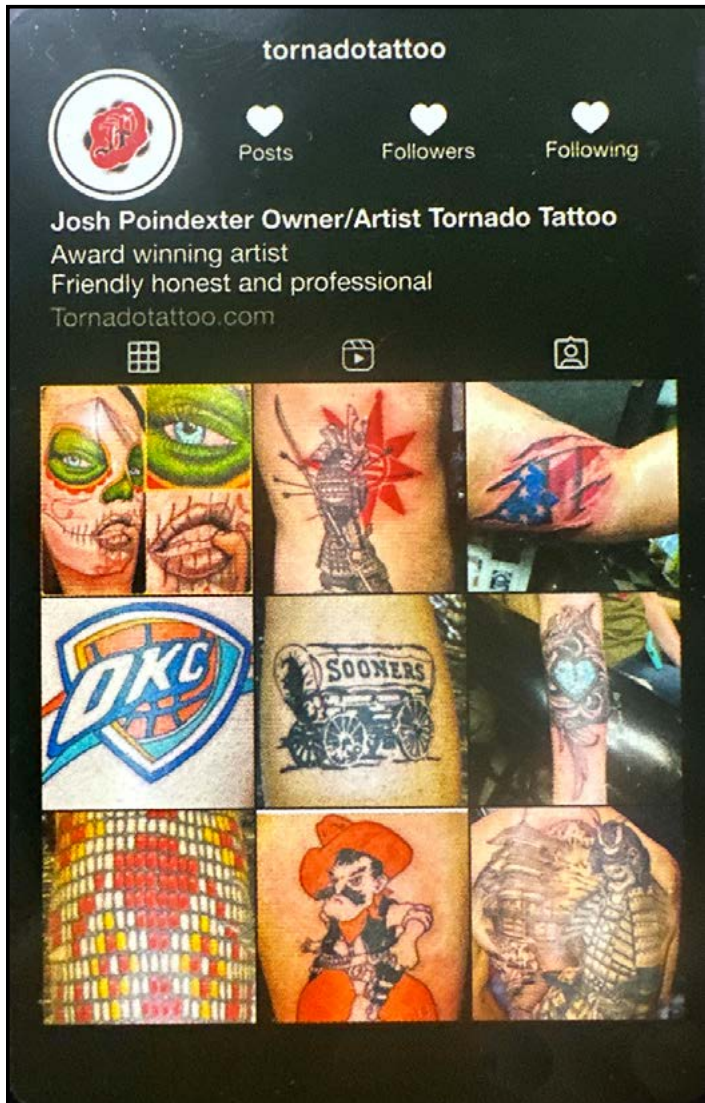 tornadotattoo
Posts
Followers
Following
Josh Poindexter Owner/Artist Tornado Tattoo
Award winning artist
Friendly honest and professional
Tornadotattoo.com
OKC
SOONERS